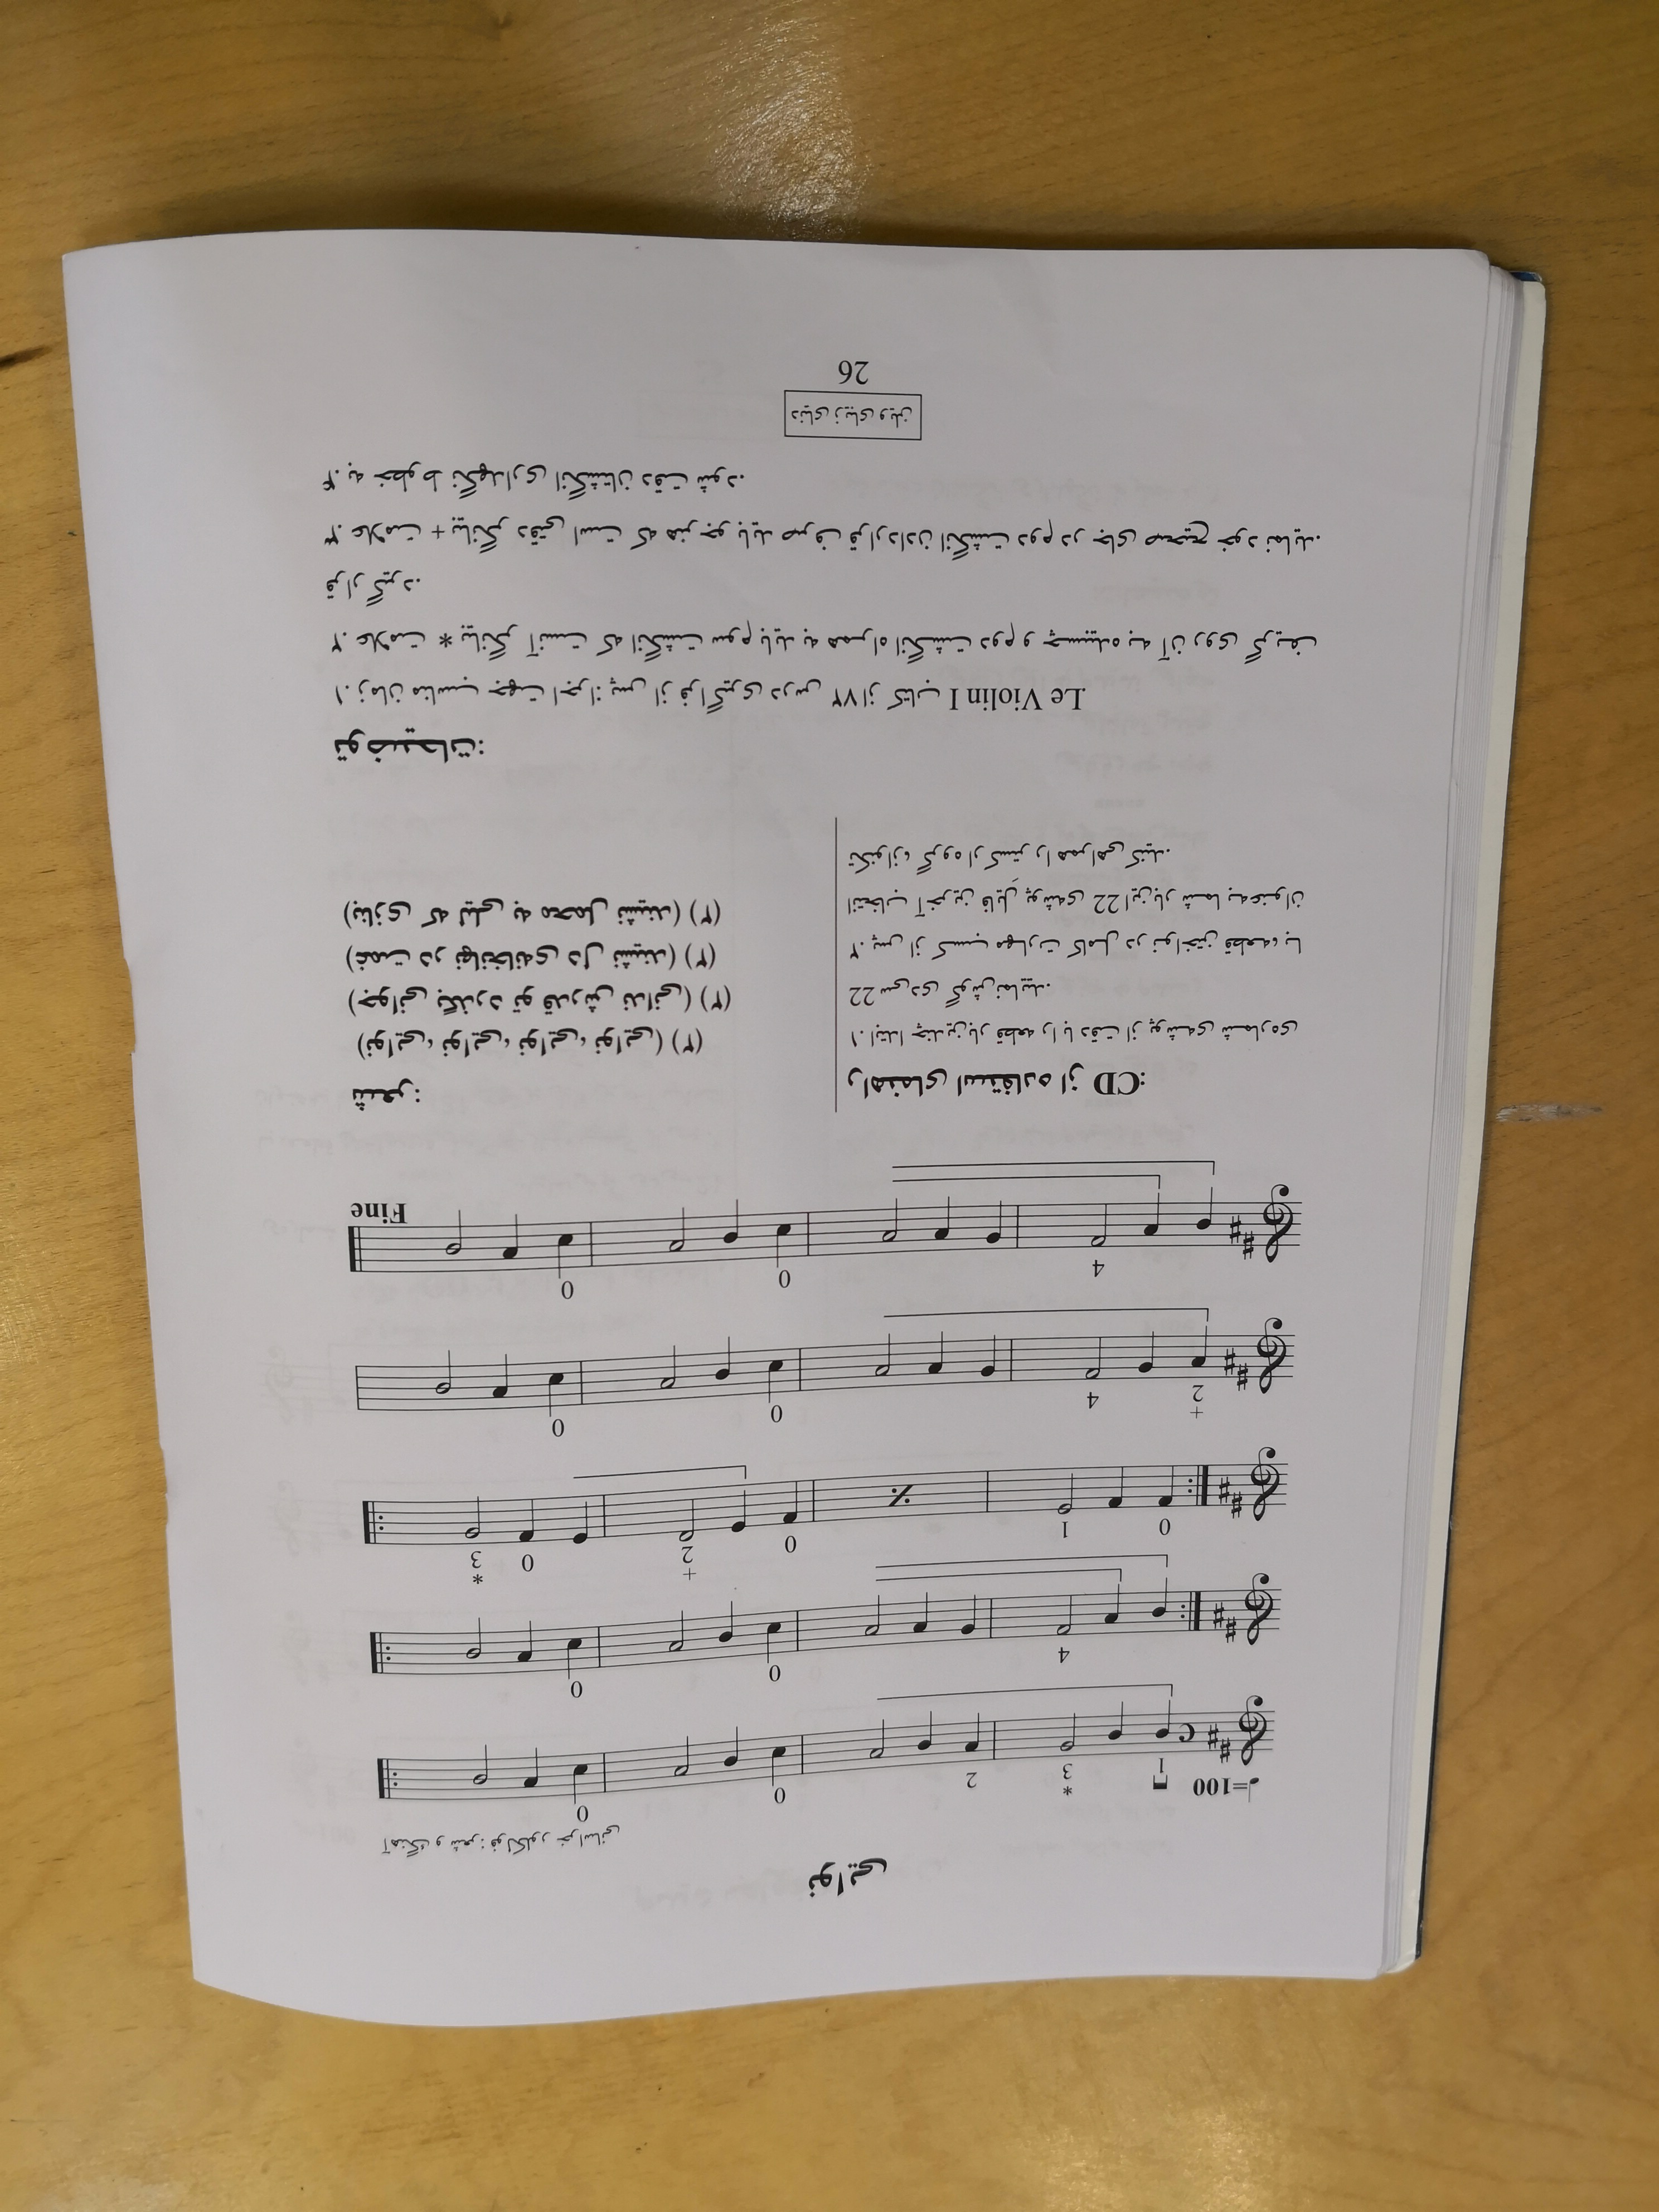 نوایی
آهنگ و شعر: فولکلور خراسانی
♩=100
1 * 3 2 0 0
4 0 0
0 1 0 + 2 0 * 3
+ 2 4 0 0
4 0 0
Fine
شعر:
(نوایی، نوایی، نوایی، نوایی) (۲)
(جوانی بگذرد تو قدرش ندانی) (۲)
(غمت در نهانخانه‌ی دل نشیند) (۲)
(بنازی که لیلی به محمل نشیند) (۲)
راهنمای استفاده از CD:
۱. ابتدا چندین‌بار قطعه را با دقت از پوشه‌ی شماره‌ی
22 سی‌دی گوش‌نمایید.
۲. پس از کسب مهارت کامل در نواختن قطعه، با
انتخاب آخرین فایلِ پوشه‌ی 22 این‌بار شما به‌عنوان
تکنواز، گروه ارکستر را همراهی‌کنید.
توضیحات:
۱. زمان مناسب جهت اجرا: پس از فراگیری درس ۷۲ از کتاب Le Violin I.
۲. علامت * بیانگر آنست که انگشت سوم باید به همراه انگشت دوم و چسبیده به آن روی گریف
قرار گیرد.
۳. علامت + بیانگر دقتی است که هنرجو باید صرف قراردادن انگشت دوم در جای صحیح خود نماید.
۴. به خطوط نگهداری انگشتان دقت شود.
دنیای زیبای ویلن
26